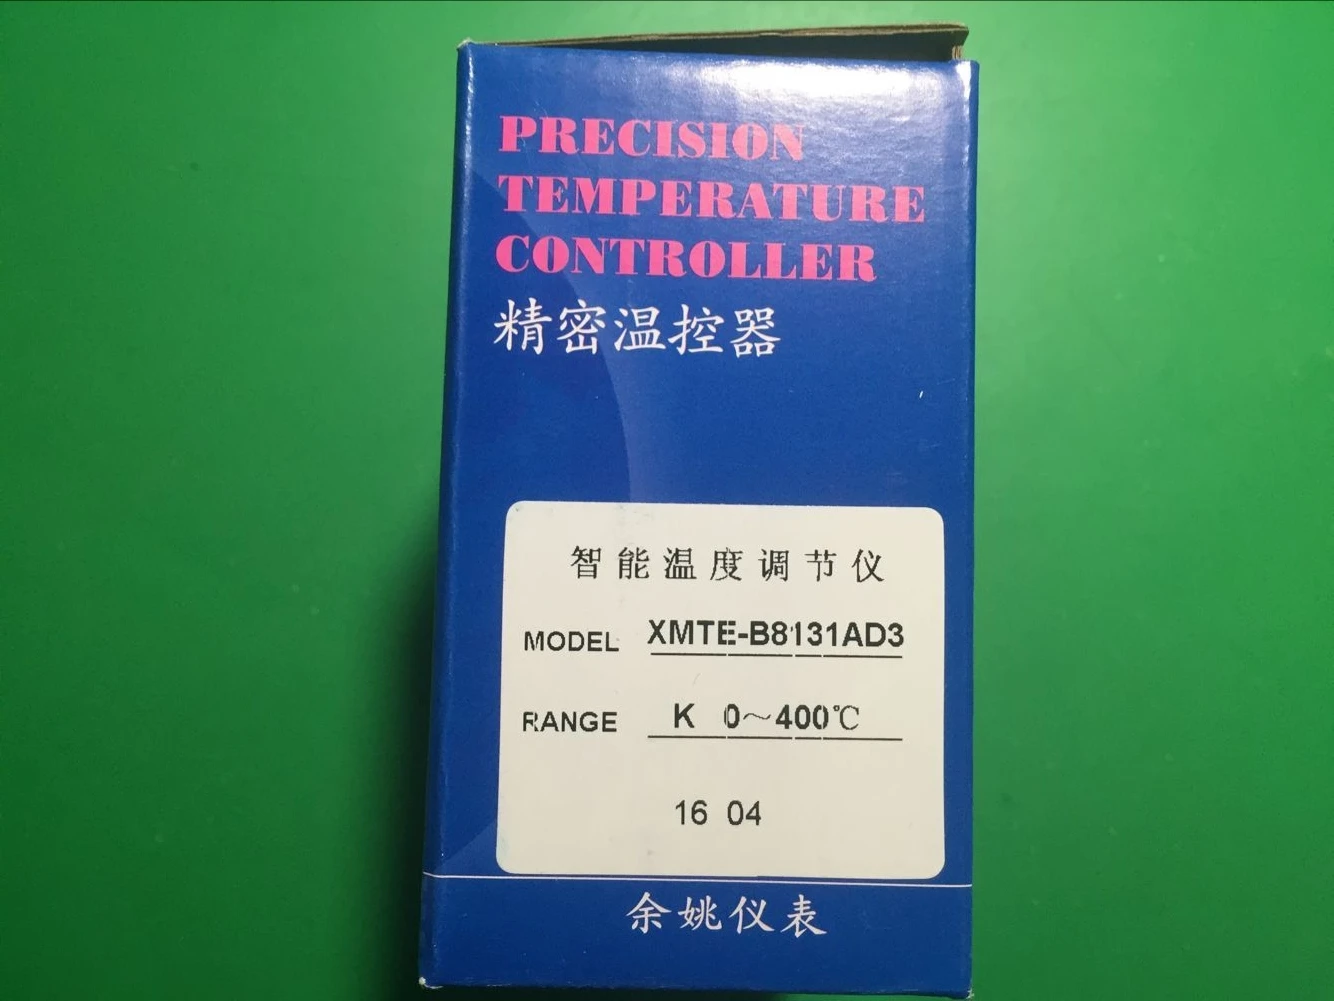 PRECISION
TEMPERATURE
CONTROLLER
精密温控器
智能温度调节仪
MODEL XMTE-B8131AD3
RANGE K 0～400℃
16 04
余姚仪表